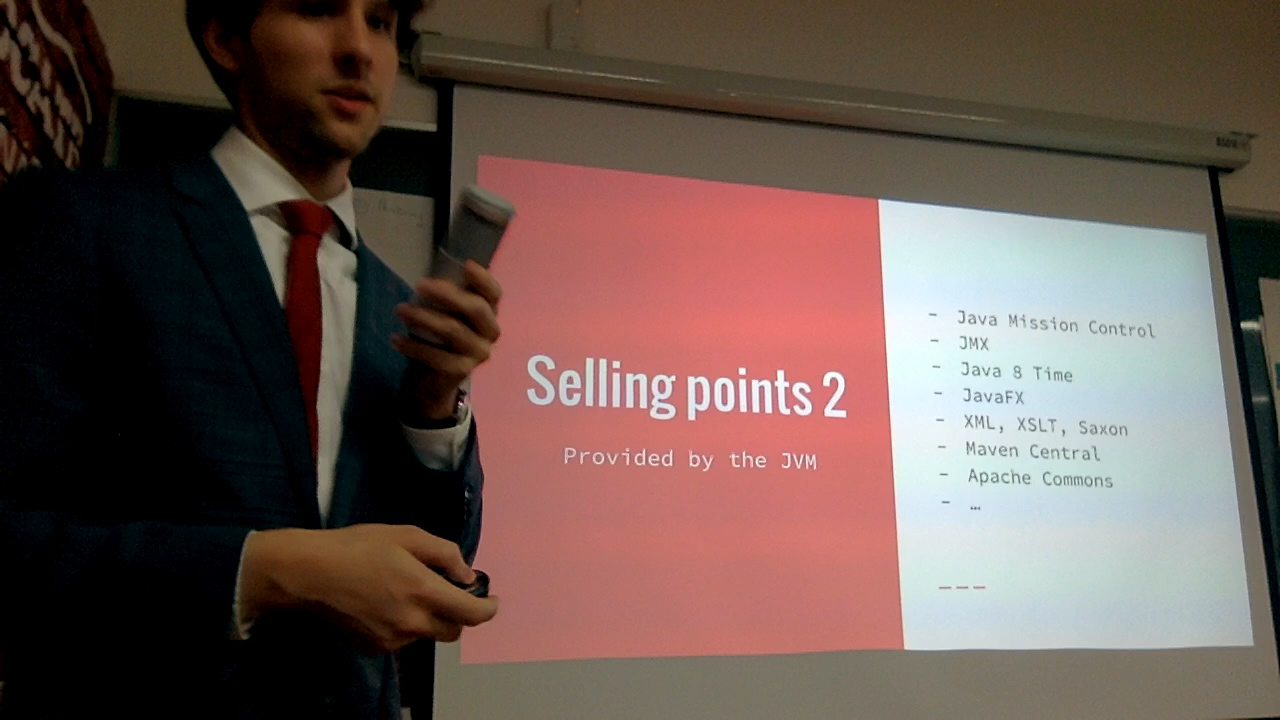 Selling points 2
Provided by the JVM
- Java Mission Control
- JMX
- Java 8 Time
- JavaFX
- XML, XSLT, Saxon
- Maven Central
- Apache Commons
- …